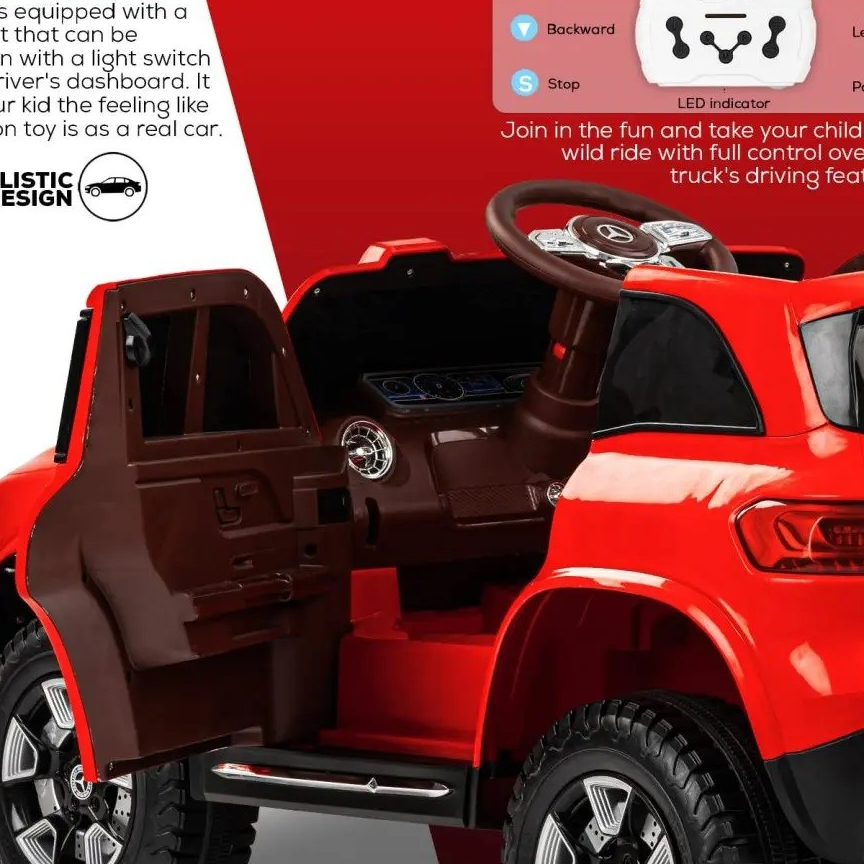 s equipped with a
t that can be
n with a light switch
river's dashboard. It
ur kid the feeling like
on toy is as a real car.
LISTIC
ESIGN
Backward
S Stop
LED indicator
Join in the fun and take your child
wild ride with full control ove
truck's driving feat